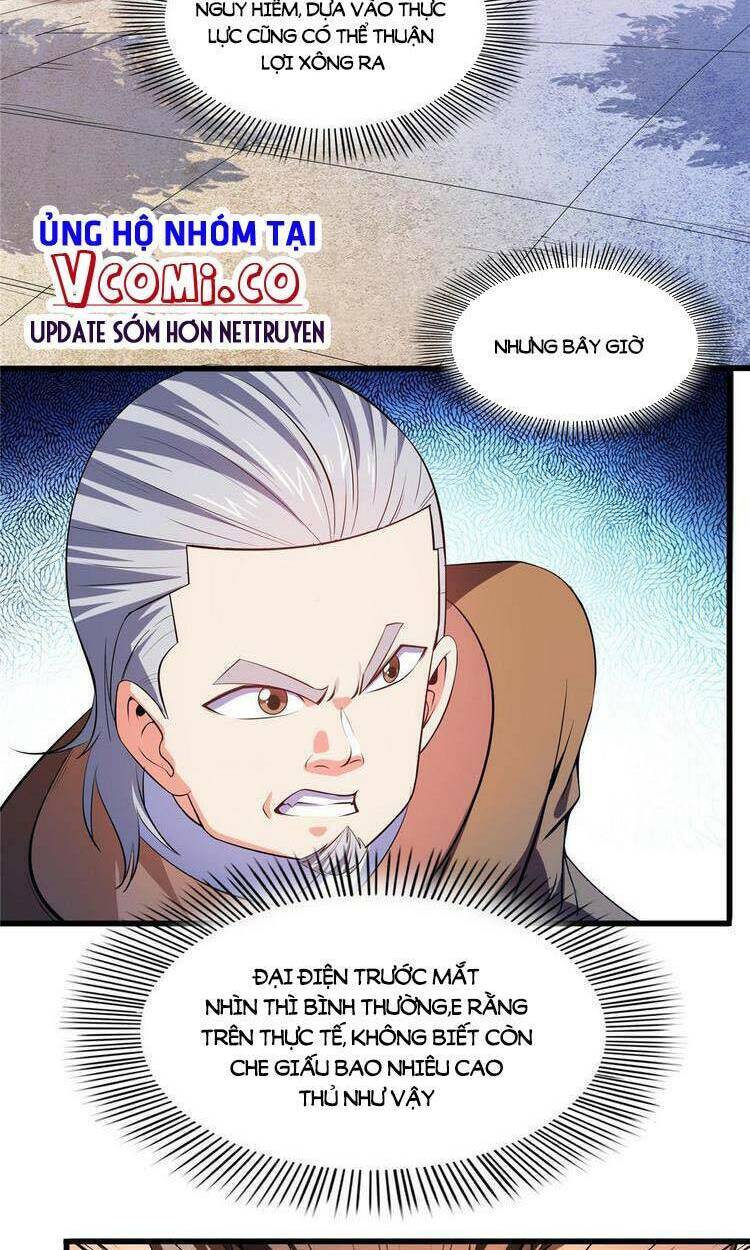 NGUY HIỂM, DỰA VÀO THỰC
LỰC CŨNG CÓ THỂ THUẬN
LỢI XÔNG RA
ỦNG HỘ NHÓM TẠI
VCOMI.CO
UPDATE SỚM HƠN NETTRUYEN
NHƯNG BÂY GIỜ
ĐẠI ĐIỆN TRƯỚC MẮT
NHÌN THÌ BÌNH THƯỜNG,E RẰNG
TRÊN THỰC TẾ, KHÔNG BIẾT CÒN
CHE GIẤU BAO NHIÊU CAO
THỦ NHƯ VẬY